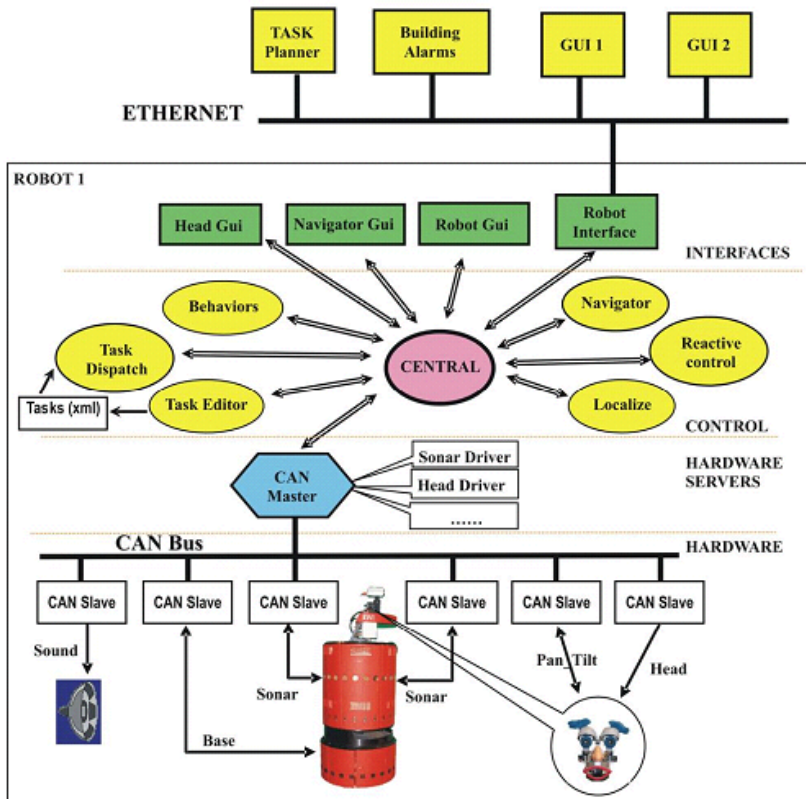 TASK
Planner
Building
Alarms
GUI 1
GUI 2
ETHERNET
ROBOT 1
Head Gui
Navigator Gui
Robot Gui
Robot
Interface
INTERFACES
Behaviors
Navigator
Task
Dispatch
CENTRAL
Reactive
control
Tasks (xml)
Task Editor
Localize
CONTROL
CAN
Master
Sonar Driver
Head Driver
......
HARDWARE
SERVERS
CAN Bus
HARDWARE
CAN Slave
CAN Slave
CAN Slave
CAN Slave
CAN Slave
CAN Slave
Sound
Sonar
Sonar
Pan_Tilt
Head
Base